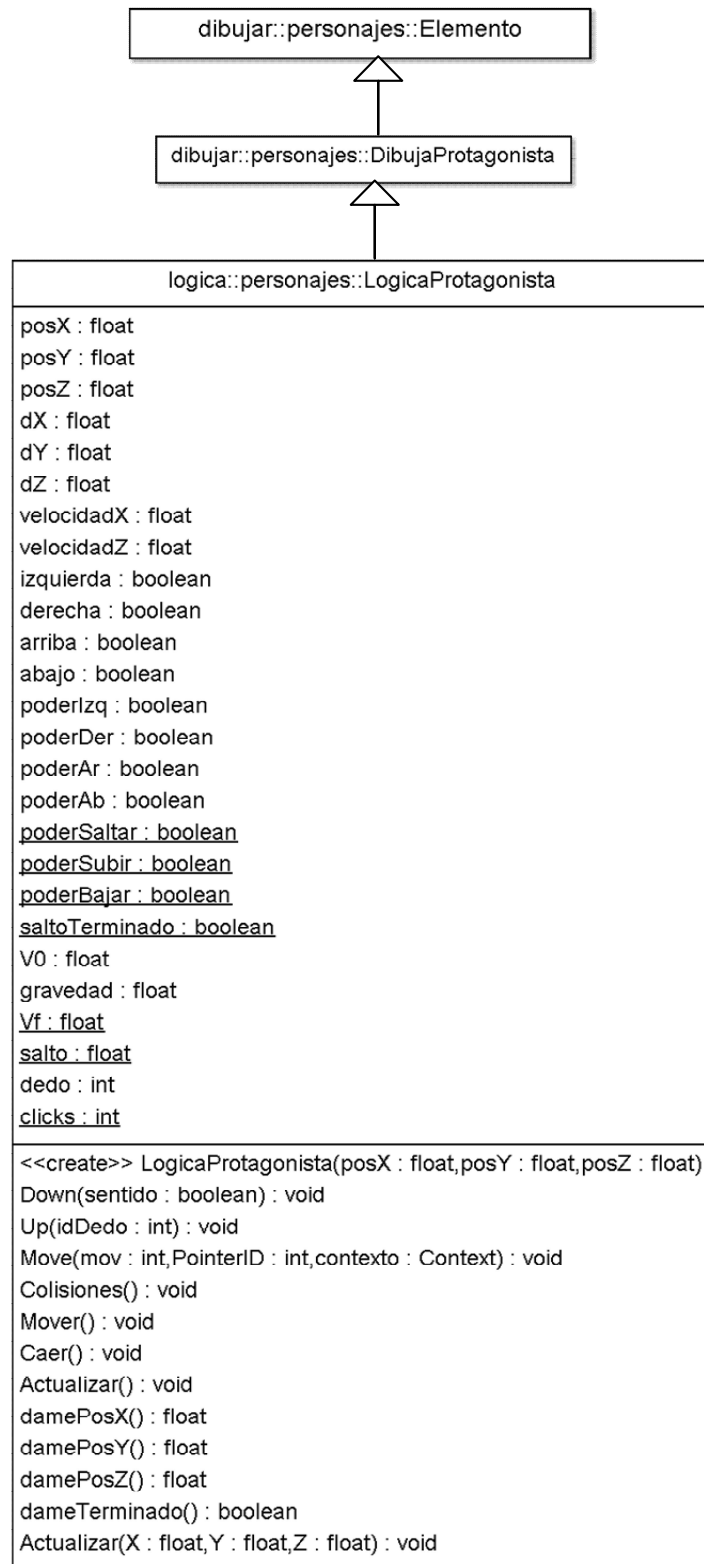 dibujar::personajes::Elemento
dibujar::personajes::DibujaProtagonista
logica::personajes::LogicaProtagonista
posX : float
posY : float
posZ : float
dX : float
dY : float
dZ : float
velocidadX : float
velocidadZ : float
izquierda : boolean
derecha : boolean
arriba : boolean
abajo : boolean
poderIzq : boolean
poderDer : boolean
poderAr : boolean
poderAb : boolean
poderSaltar : boolean
poderSubir : boolean
poderBajar : boolean
saltoTerminado : boolean
V0 : float
gravedad : float
Vf : float
salto : float
dedo : int
clicks : int
<<create>> LogicaProtagonista(posX : float,posY : float,posZ : float)
Down(sentido : boolean) : void
Up(idDedo : int) : void
Move(mov : int,PointerID : int,contexto : Context) : void
Colisiones() : void
Mover() : void
Caer() : void
Actualizar() : void
damePosX() : float
damePosY() : float
damePosZ() : float
dameTerminado() : boolean
Actualizar(X : float,Y : float,Z : float) : void